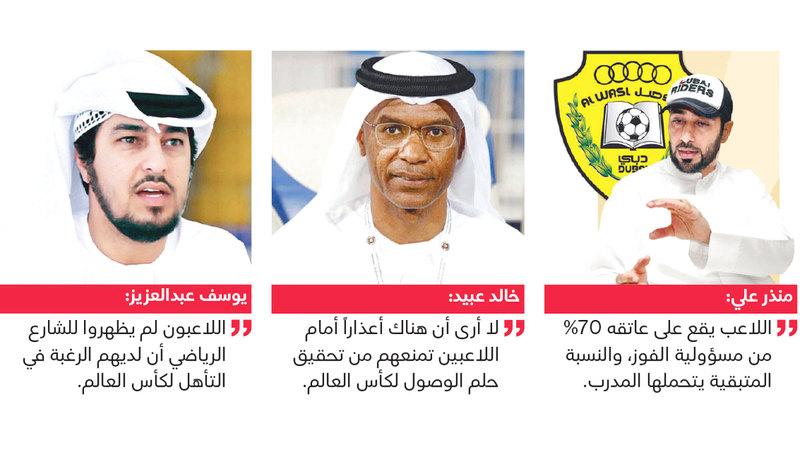 منذر علي:
اللاعب يقع على عاتقه 70%
من مسؤولية الفوز، والنسبة
المتبقية يتحملها المدرب.
خالد عبيد:
لا أرى أن هناك أعذاراً أمام
اللاعبين تمنعهم من تحقيق
حلم الوصول لكأس العالم.
يوسف عبدالعزيز:
اللاعبون لم يظهروا للشارع
الرياضي أن لديهم الرغبة في
التأهل لكأس العالم.
AL WASL
دبي
DUBAI
RIDERS